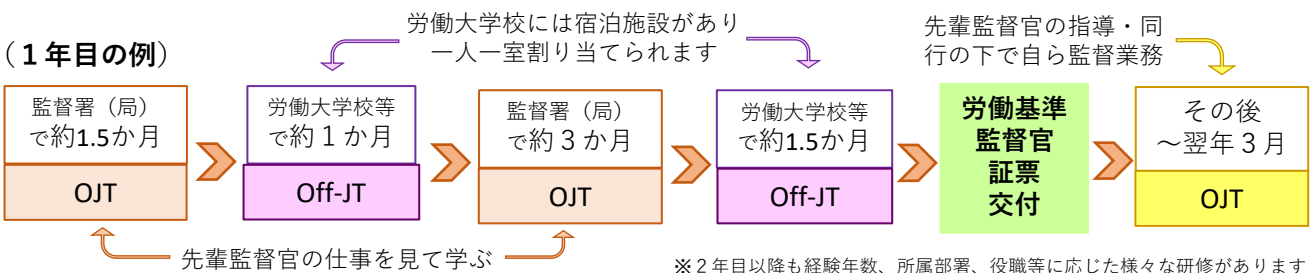 (１年目の例)
労働大学校には宿泊施設があり
一人一室割り当てられます
先輩監督官の指導・同
行の下で自ら監督業務
監督署（局）
で約1.5か月
OJT
労働大学校等
で約１か月
Off-JT
監督署（局）
で約３か月
OJT
労働大学校等
で約1.5か月
Off-JT
労働基準
監督官
証票
交付
その後
～翌年３月
OJT
先輩監督官の仕事を見て学ぶ
※２年目以降も経験年数、所属部署、役職等に応じた様々な研修があります